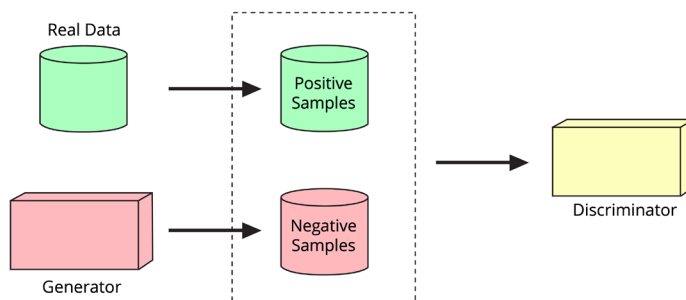 Real Data
Positive
Samples
Negative
Samples
Discriminator
Generator